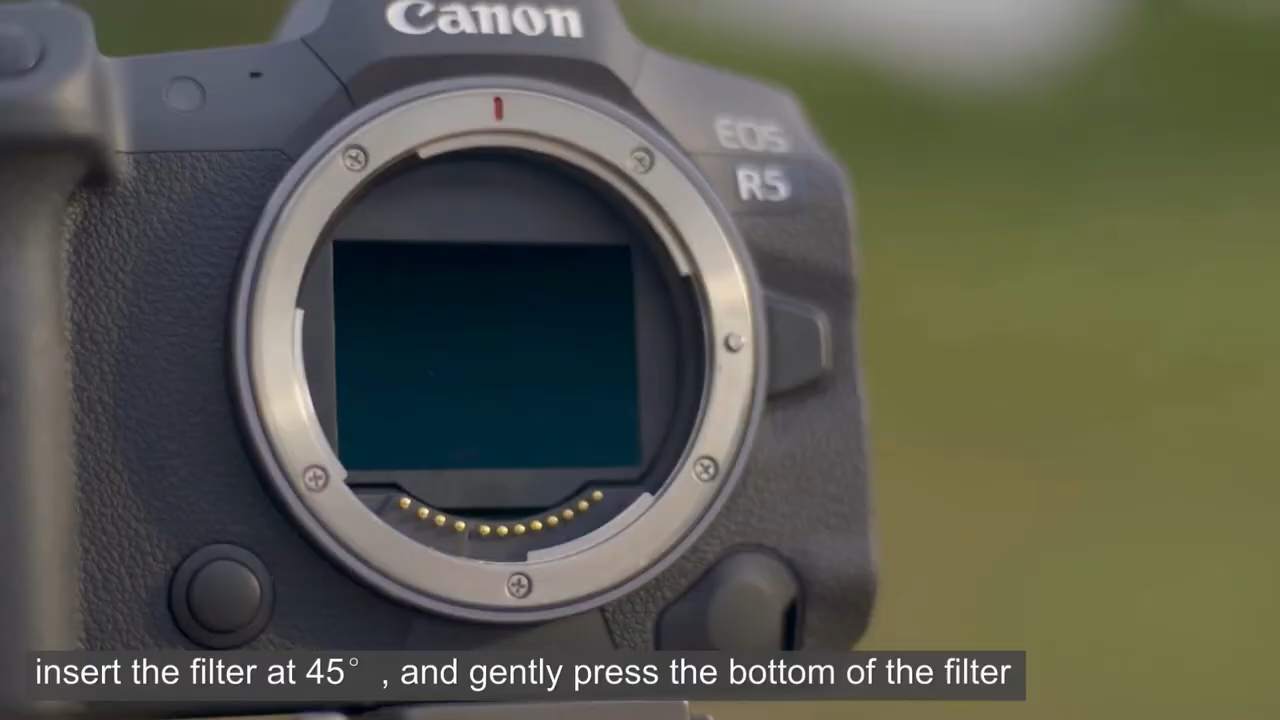 Canon
EOS
R5
insert the filter at 45° , and gently press the bottom of the filter